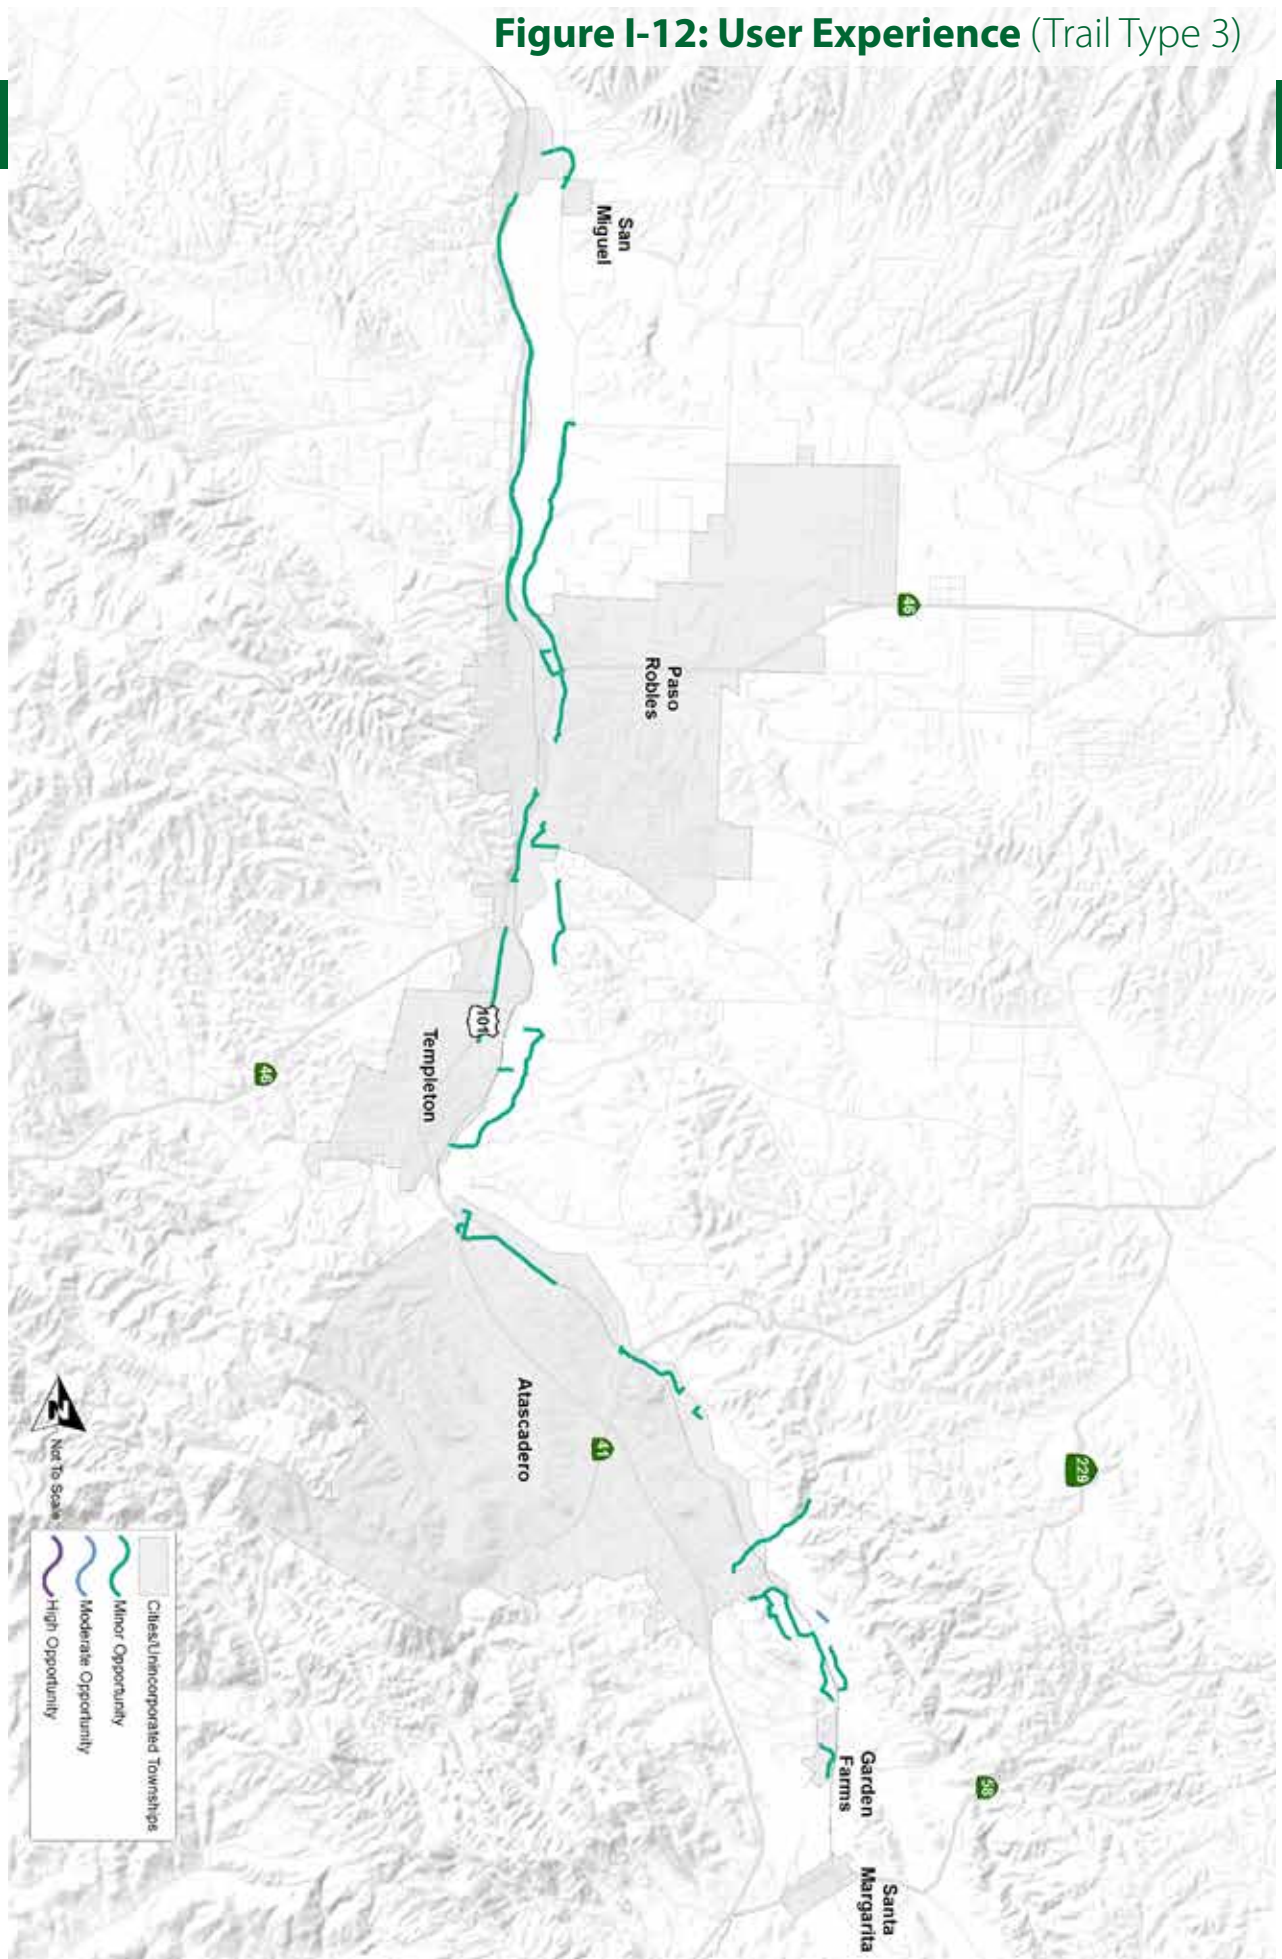 Figure I-12: User Experience (Trail Type 3)
San
Miguel
46
Paso
Robles
101
Templeton
46
Atascadero
41
229
Garden
Farms
58
Santa
Margarita
N
Not To Scale
Cities/Unincorporated Townships
Minor Opportunity
Moderate Opportunity
High Opportunity